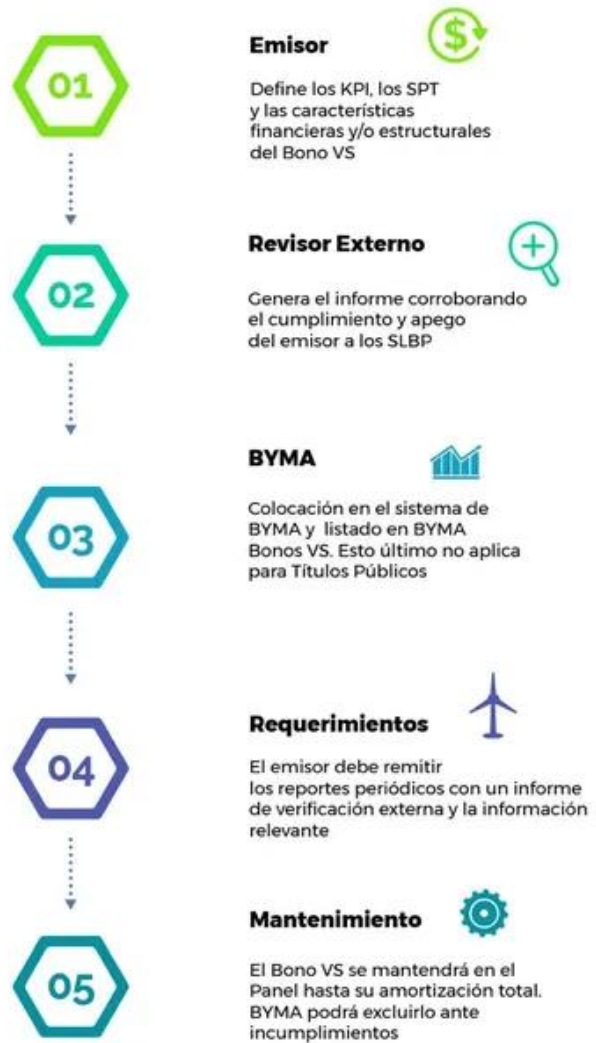 01
Emisor
Define los KPI, los SPT
y las características
financieras y/o estructurales
del Bono VS
02
Revisor Externo
Genera el informe corroborando
el cumplimiento y apego
del emisor a los SLBP
03
BYMA
Colocación en el sistema de
BYMA y listado en BYMA
Bonos VS. Esto último no aplica
para Títulos Públicos
04
Requerimientos
El emisor debe remitir
los reportes periódicos con un informe
de verificación externa y la información
relevante
05
Mantenimiento
El Bono VS se mantendrá en el
Panel hasta su amortización total.
BYMA podrá excluirlo ante
incumplimientos